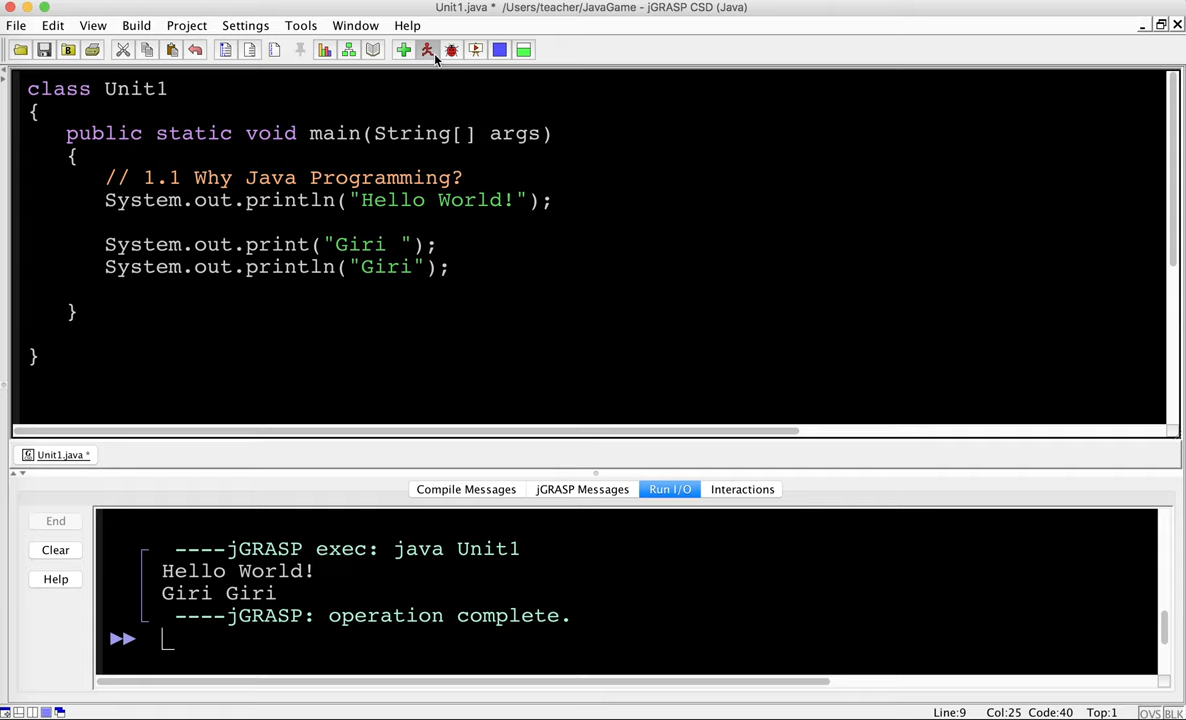 Unit1.java * /Users/teacher/JavaGame - jGRASP CSD (Java)
File Edit View Build Project Settings Tools Window Help
class Unit1
{
public static void main(String[] args)
{
// 1.1 Why Java Programming?
System.out.println("Hello World!");
System.out.print("Giri ");
System.out.println("Giri");
}
}
Unit1.java *
Compile Messages jGRASP Messages Run I/O Interactions
End
Clear
Help
----jGRASP exec: java Unit1
Hello World!
Giri Giri
----jGRASP: operation complete.
Line:9 Col:25 Code:40 Top:1 OVS BLK